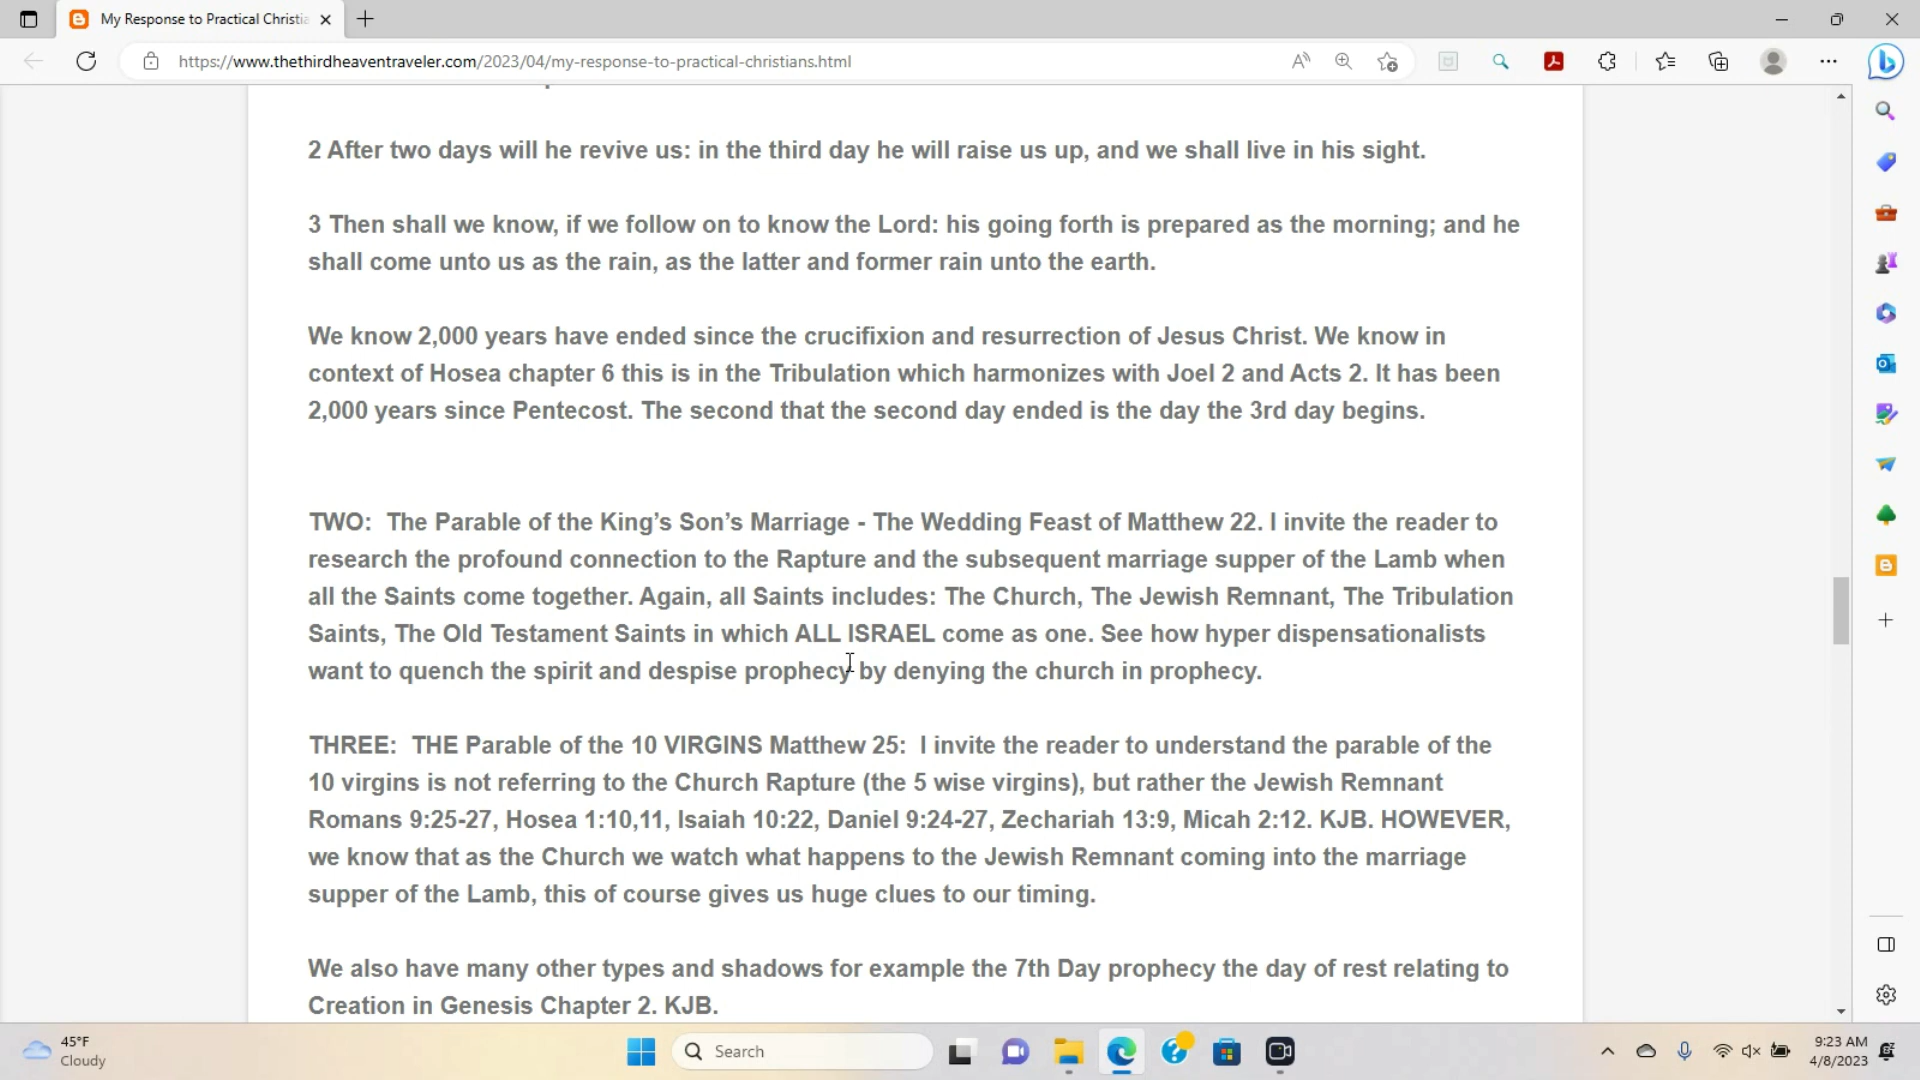 My Response to Practical Christia
https://www.thethirdheaventraveler.com/2023/04/my-response-to-practical-christians.html
2 After two days will he revive us: in the third day he will raise us up, and we shall live in his sight.
3 Then shall we know, if we follow on to know the Lord: his going forth is prepared as the morning; and he
shall come unto us as the rain, as the latter and former rain unto the earth.
We know 2,000 years have ended since the crucifixion and resurrection of Jesus Christ. We know in
context of Hosea chapter 6 this is in the Tribulation which harmonizes with Joel 2 and Acts 2. It has been
2,000 years since Pentecost. The second that the second day ended is the day the 3rd day begins.
TWO:  The Parable of the King’s Son’s Marriage - The Wedding Feast of Matthew 22. I invite the reader to
research the profound connection to the Rapture and the subsequent marriage supper of the Lamb when
all the Saints come together. Again, all Saints includes: The Church, The Jewish Remnant, The Tribulation
Saints, The Old Testament Saints in which ALL ISRAEL come as one. See how hyper dispensationalists
want to quench the spirit and despise prophecy by denying the church in prophecy.
THREE:  THE Parable of the 10 VIRGINS Matthew 25:  I invite the reader to understand the parable of the
10 virgins is not referring to the Church Rapture (the 5 wise virgins), but rather the Jewish Remnant
Romans 9:25-27, Hosea 1:10,11, Isaiah 10:22, Daniel 9:24-27, Zechariah 13:9, Micah 2:12. KJB. HOWEVER,
we know that as the Church we watch what happens to the Jewish Remnant coming into the marriage
supper of the Lamb, this of course gives us huge clues to our timing.
We also have many other types and shadows for example the 7th Day prophecy the day of rest relating to
Creation in Genesis Chapter 2. KJB.
45°F
Cloudy
Search
9:23 AM
4/8/2023